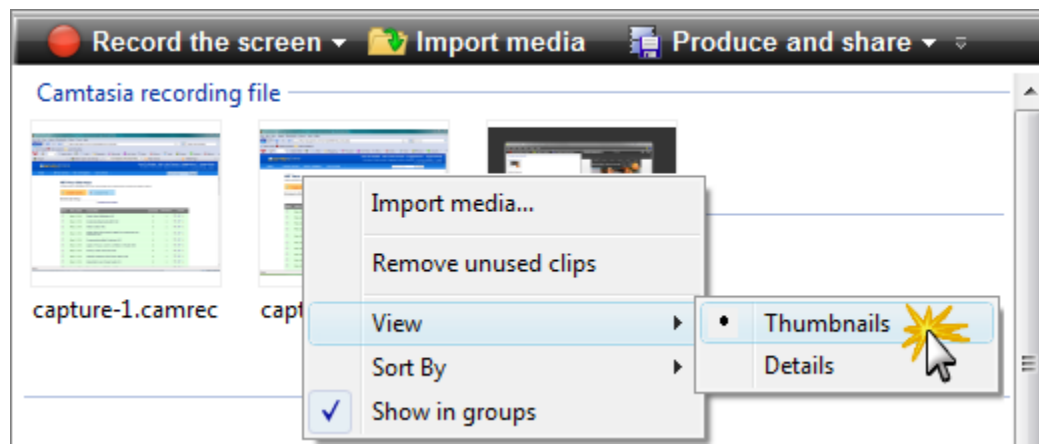 Record the screen Import media Produce and share
Camtasia recording file
capture-1.camrec capt
Import media...
Remove unused clips
View
Sort By
Show in groups
Thumbnails
Details